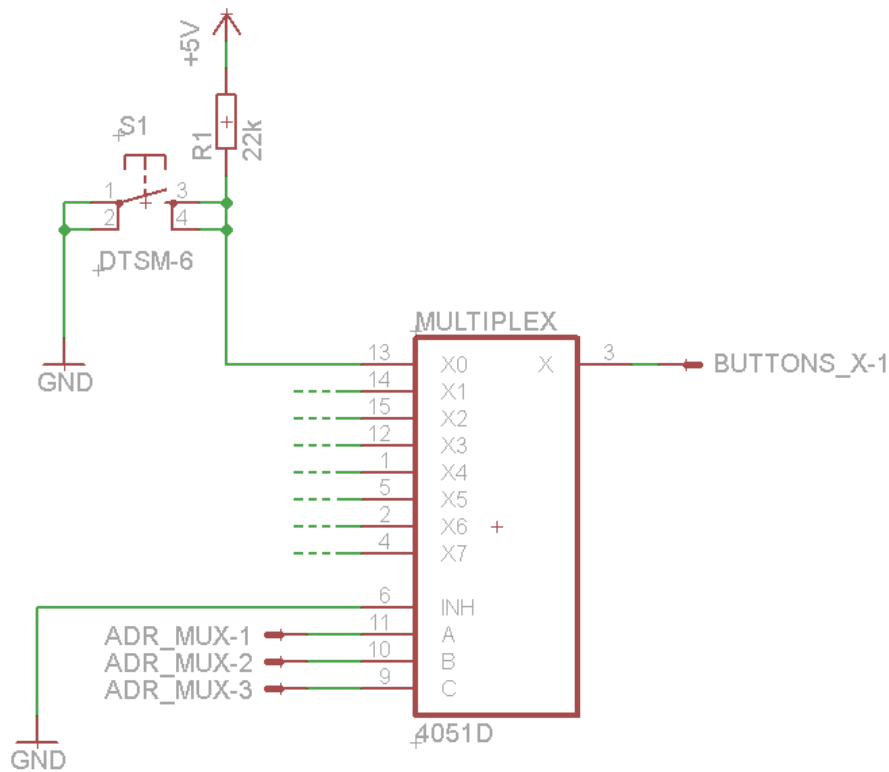 +5V
S1
R1
22k
1
3
2
4
DTSM-6
GND
MULTIPLEX
13 X0 X 3 BUTTONS_X-1
14 X1
15 X2
12 X3
1 X4
5 X5
2 X6
4 X7
6 INH
ADR_MUX-1 11 A
ADR_MUX-2 10 B
ADR_MUX-3 9 C
4051D
GND